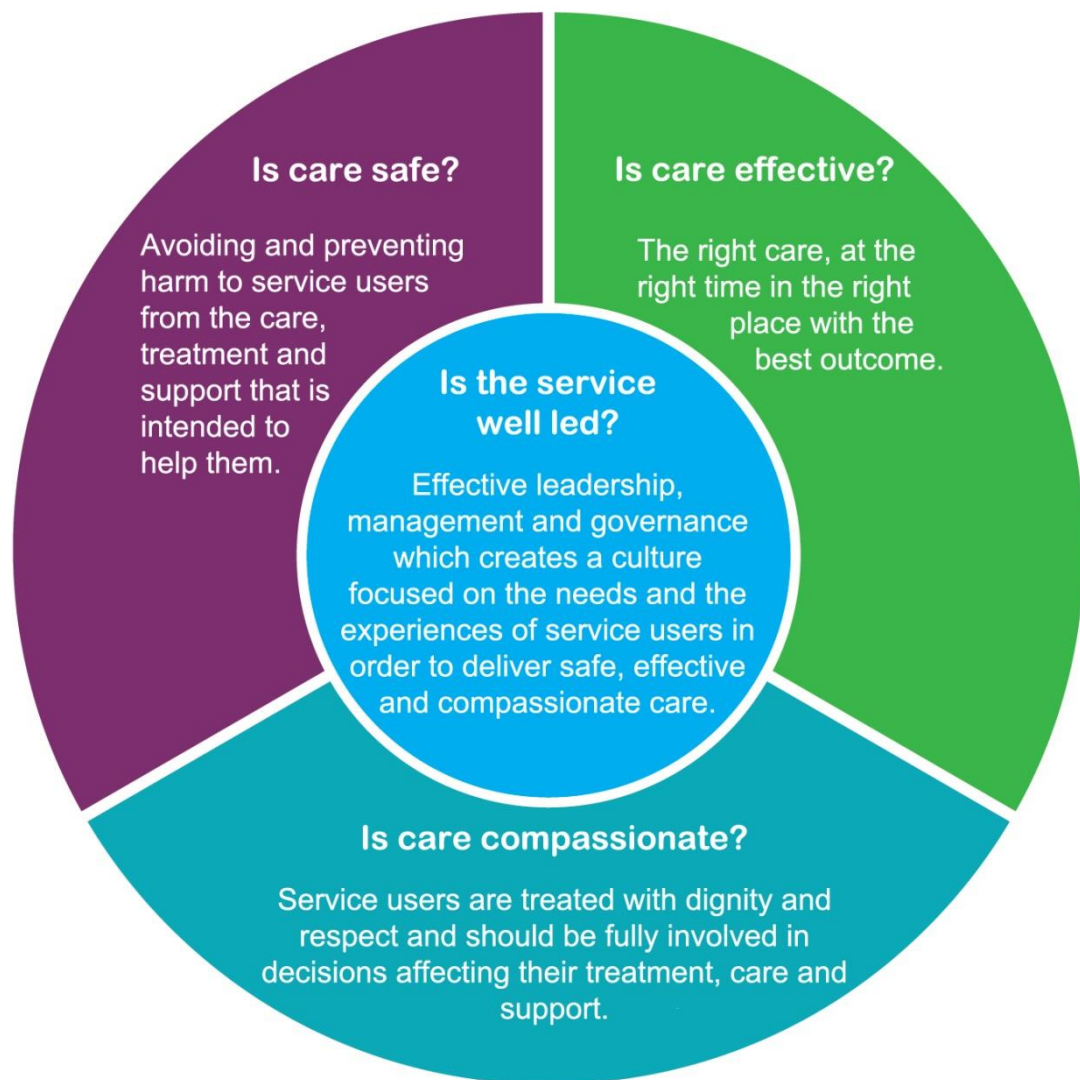 Is care safe?
Avoiding and preventing
harm to service users
from the care,
treatment and
support that is
intended to
help them.
Is care effective?
The right care, at the
right time in the right
place with the
best outcome.
Is the service
well led?
Effective leadership,
management and governance
which creates a culture
focused on the needs and the
experiences of service users in
order to deliver safe, effective
and compassionate care.
Is care compassionate?
Service users are treated with dignity and
respect and should be fully involved in
decisions affecting their treatment, care and
support.